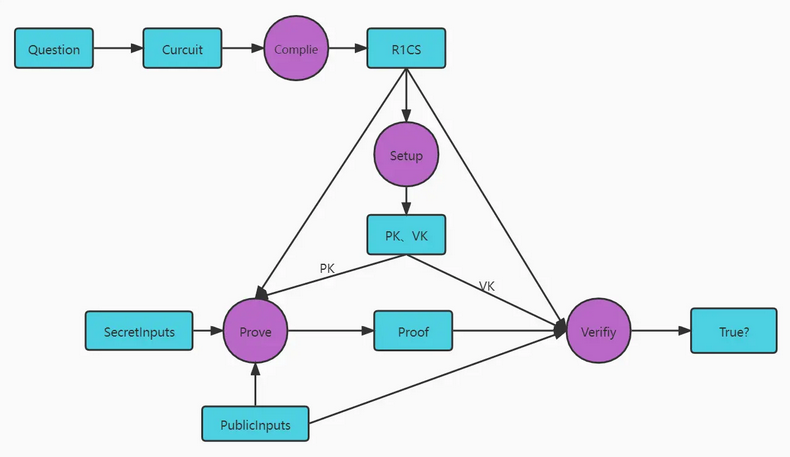 Question
Curcuit
Complie
R1CS
Setup
PK、VK
PK
VK
SecretInputs
Prove
Proof
Verifiy
True?
PublicInputs